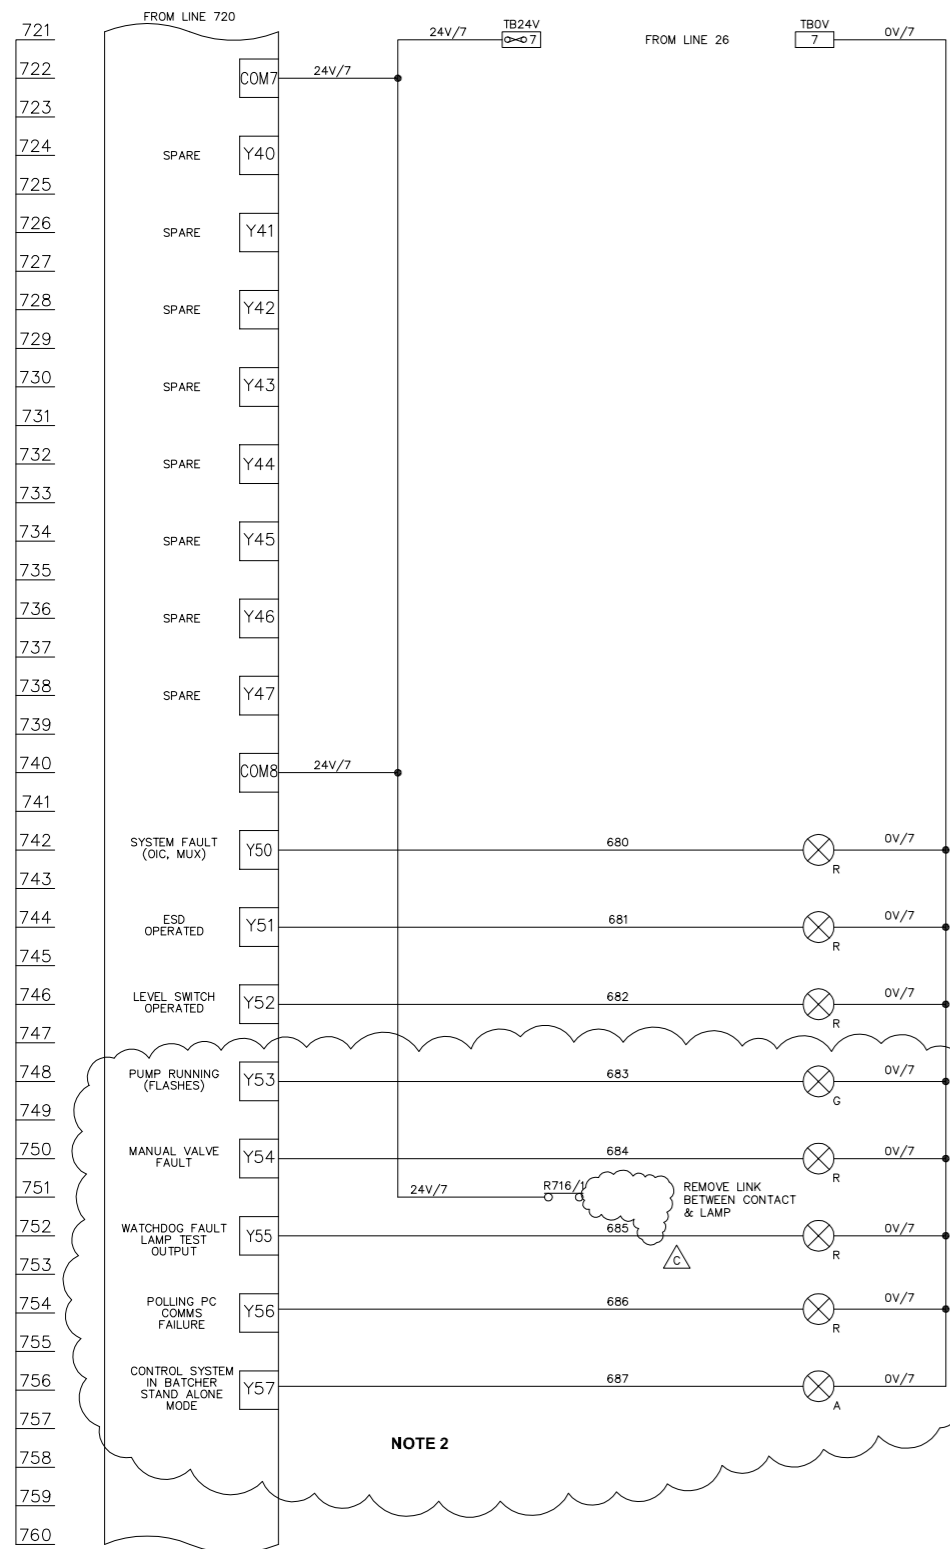 FROM LINE 720
721
24V/7
TB24V
7
FROM LINE 26
TB0V
7
0V/7
722
COM7
24V/7
723
724
SPARE
Y40
725
726
SPARE
Y41
727
728
SPARE
Y42
729
730
SPARE
Y43
731
732
SPARE
Y44
733
734
SPARE
Y45
735
736
SPARE
Y46
737
738
SPARE
Y47
739
740
COM8
24V/7
741
742
SYSTEM FAULT
(OIC, MUX)
Y50
680
R
0V/7
743
744
ESD
OPERATED
Y51
681
R
0V/7
745
746
LEVEL SWITCH
OPERATED
Y52
682
R
0V/7
747
748
PUMP RUNNING
(FLASHES)
Y53
683
G
0V/7
749
750
MANUAL VALVE
FAULT
Y54
684
R
0V/7
751
24V/7
R716/1
REMOVE LINK
BETWEEN CONTACT
& LAMP
752
WATCHDOG FAULT
LAMP TEST
OUTPUT
Y55
685
R
0V/7
C
753
754
POLLING PC
COMMS
FAILURE
Y56
686
R
0V/7
755
756
CONTROL SYSTEM
IN BATCHER
STAND ALONE
MODE
Y57
687
A
0V/7
757
NOTE 2
758
759
760